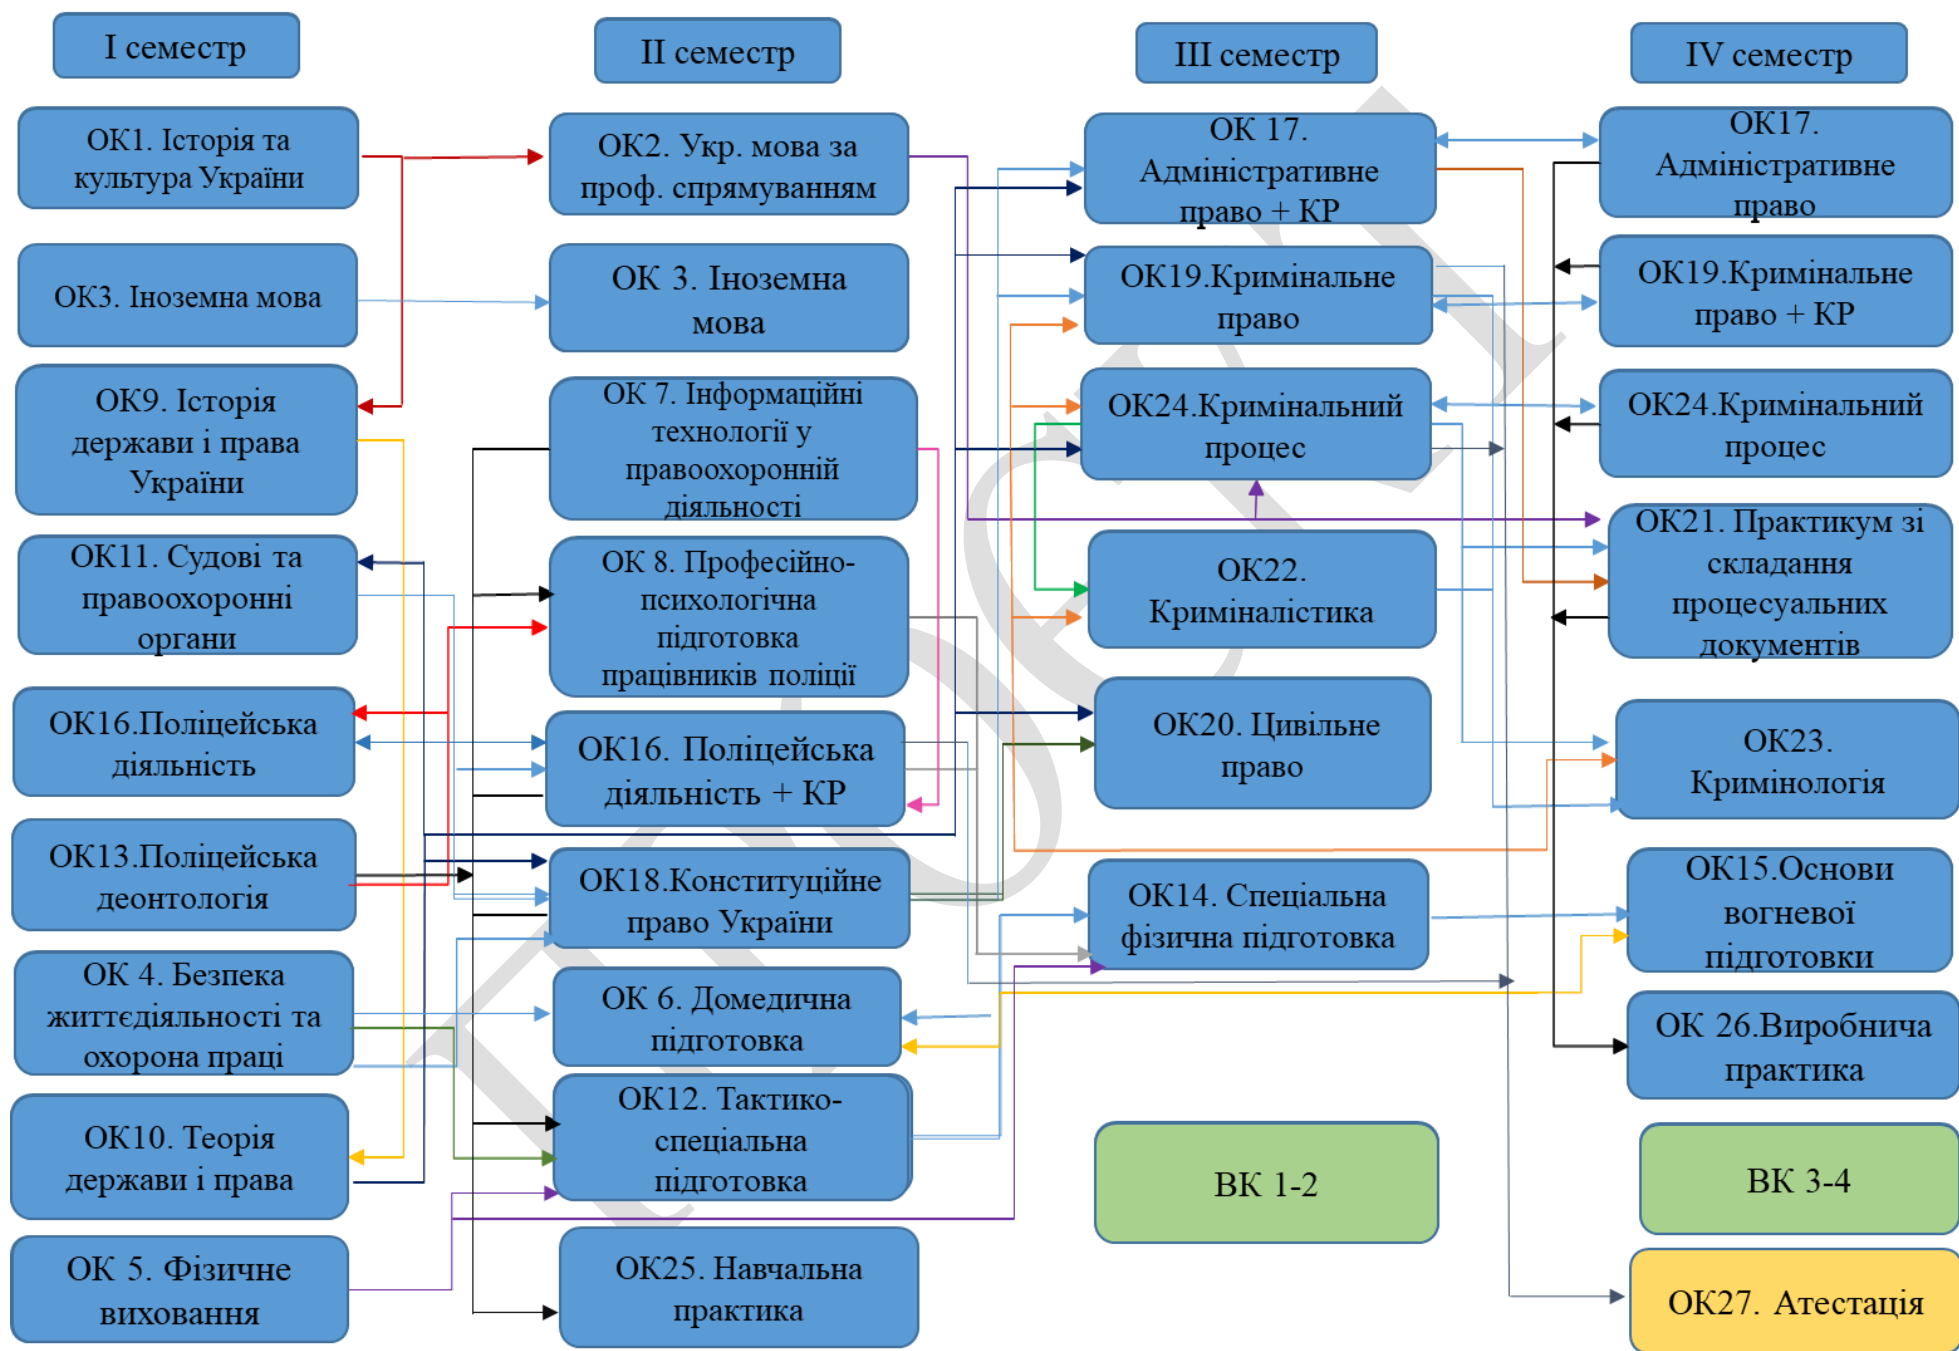 І семестр
ІІ семестр
ІІІ семестр
IV семестр
ОК1. Історія та
культура України
ОК3. Іноземна мова
ОК9. Історія
держави і права
України
ОК11. Судові та
правоохоронні
органи
ОК16.Поліцейська
діяльність
ОК13.Поліцейська
деонтологія
ОК 4. Безпека
життєдіяльності та
охорона праці
ОК10. Теорія
держави і права
ОК 5. Фізичне
виховання
ОК2. Укр. мова за
проф. спрямуванням
ОК 3. Іноземна
мова
ОК 7. Інформаційні
технології у
правоохоронній
діяльності
ОК 8. Професійно-
психологічна
підготовка
працівників поліції
ОК16. Поліцейська
діяльність + КР
ОК18.Конституційне
право України
ОК 6. Домедична
підготовка
ОК12. Тактико-
спеціальна
підготовка
ОК25. Навчальна
практика
ОК 17.
Адміністративне
право + КР
ОК19.Кримінальне
право
ОК24.Кримінальний
процес
ОК22.
Криміналістика
ОК20. Цивільне
право
ОК14. Спеціальна
фізична підготовка
ВК 1-2
ОК17.
Адміністративне
право
ОК19.Кримінальне
право + КР
ОК24.Кримінальний
процес
ОК21. Практикум зі
складання
процесуальних
документів
ОК23.
Кримінологія
ОК15.Основи
вогневої
підготовки
ОК 26.Виробнича
практика
ВК 3-4
ОК27. Атестація